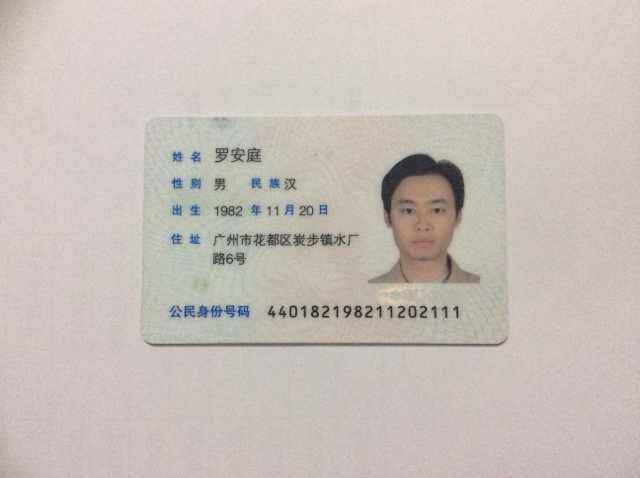 姓名 罗安庭
性别 男 民族 汉
出生 1982 年 11 月 20 日
住址 广州市花都区炭步镇水厂
路6号
公民身份号码 440182198211202111